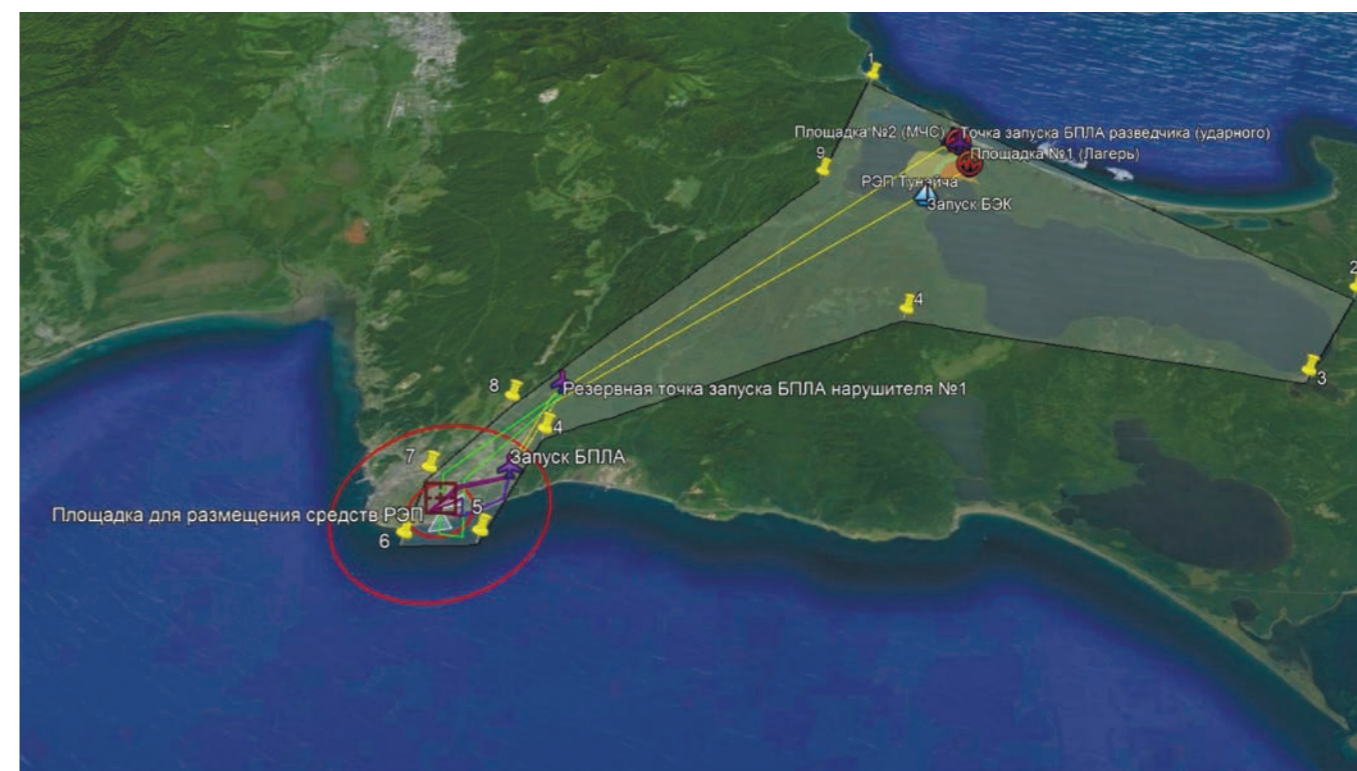 1
Площадка №2 (МЧС)
Точка запуска БПЛА разведчика (ударного)
Площадка №1 (Лагерь)
9
РЭП Тунайча
Запуск БЭК
2
4
3
8
Резервная точка запуска БПЛА нарушителя №1
4
7
Запуск БПЛА
Площадка для размещения средств РЭП
5
6